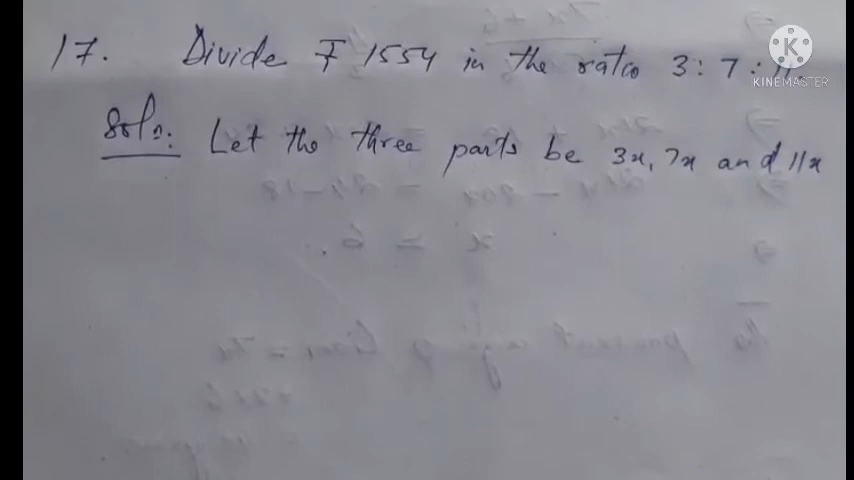 17. Divide ₹ 1554 in the ratio 3 : 7 : 11.
Soln: Let the three parts be 3x, 7x and 11x
KINEMASTER